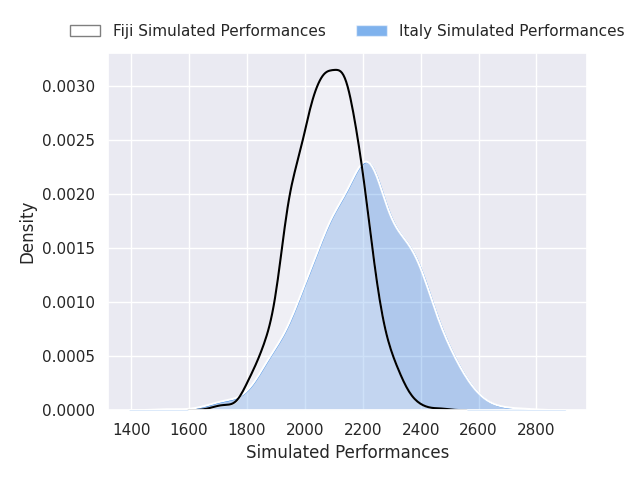 Fiji Simulated Performances
Italy Simulated Performances
0.0030
0.0025
0.0020
0.0015
0.0010
0.0005
0.0000
Density
1400 1600 1800 2000 2200 2400 2600 2800
Simulated Performances